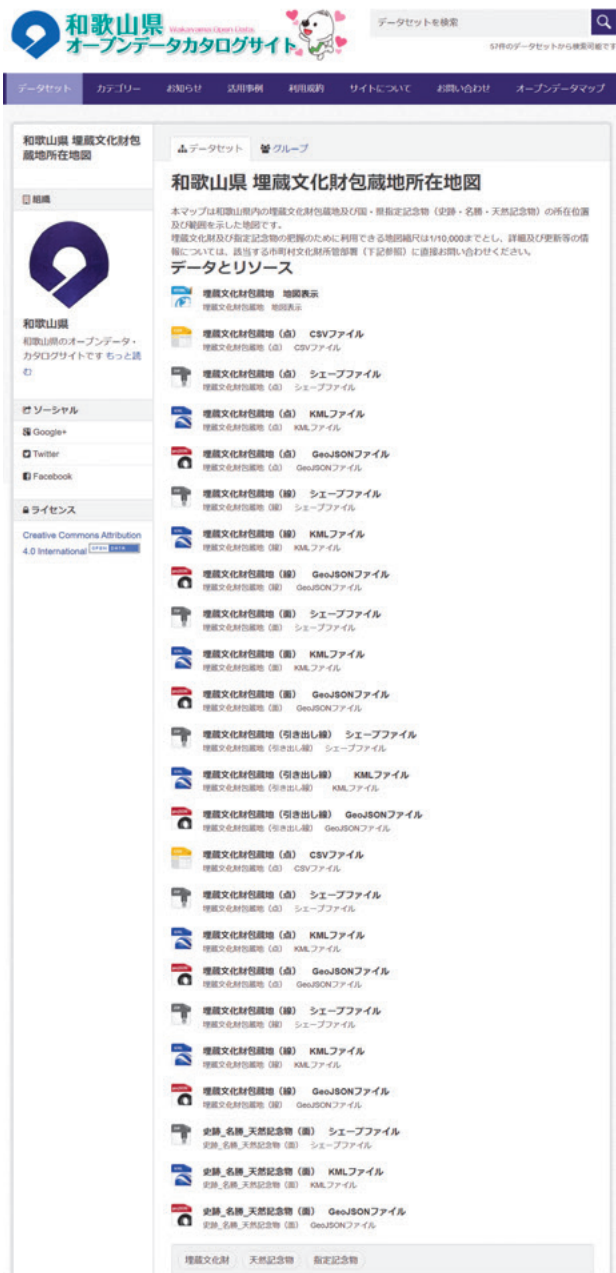 和歌山県
Wakayama Open Data
オープンデータカタログサイト
データセットを検索
57件のデータセットから検索可能です
データセット カテゴリー お知らせ 活用事例 利用規約 サイトについて お問い合わせ オープンデータマップ
和歌山県 埋蔵文化財包
蔵地所在地図
組織
和歌山県
和歌山県のオープンデータ・
カタログサイトです もっと読
む
ソーシャル
Google+
Twitter
Facebook
ライセンス
Creative Commons Attribution
4.0 International OPEN DATA
データセット グループ
和歌山県 埋蔵文化財包蔵地所在地図
本マップは和歌山県内の埋蔵文化財包蔵地及び国・県指定記念物（史跡・名勝・天然記念物）の所在位置
及び範囲を示した地図です。
埋蔵文化財及び指定記念物の把握のために利用できる地図縮尺は1/10,000までとし、詳細及び更新等の情
報については、該当する市町村文化財所管部署（下記参照）に直接お問い合わせください。
データとリソース
埋蔵文化財包蔵地 地図表示
埋蔵文化財包蔵地 地図表示
埋蔵文化財包蔵地（点） CSVファイル
埋蔵文化財包蔵地（点） CSVファイル
埋蔵文化財包蔵地（点） シェープファイル
埋蔵文化財包蔵地（点） シェープファイル
埋蔵文化財包蔵地（点） KMLファイル
埋蔵文化財包蔵地（点） KMLファイル
埋蔵文化財包蔵地（点） GeoJSONファイル
埋蔵文化財包蔵地（点） GeoJSONファイル
埋蔵文化財包蔵地（線） シェープファイル
埋蔵文化財包蔵地（線） シェープファイル
埋蔵文化財包蔵地（線） KMLファイル
埋蔵文化財包蔵地（線） KMLファイル
埋蔵文化財包蔵地（線） GeoJSONファイル
埋蔵文化財包蔵地（線） GeoJSONファイル
埋蔵文化財包蔵地（面） シェープファイル
埋蔵文化財包蔵地（面） シェープファイル
埋蔵文化財包蔵地（面） KMLファイル
埋蔵文化財包蔵地（面） KMLファイル
埋蔵文化財包蔵地（面） GeoJSONファイル
埋蔵文化財包蔵地（面） GeoJSONファイル
埋蔵文化財包蔵地（引き出し線） シェープファイル
埋蔵文化財包蔵地（引き出し線） シェープファイル
埋蔵文化財包蔵地（引き出し線） KMLファイル
埋蔵文化財包蔵地（引き出し線） KMLファイル
埋蔵文化財包蔵地（引き出し線） GeoJSONファイル
埋蔵文化財包蔵地（引き出し線） GeoJSONファイル
埋蔵文化財包蔵地（点） CSVファイル
埋蔵文化財包蔵地（点） CSVファイル
埋蔵文化財包蔵地（点） シェープファイル
埋蔵文化財包蔵地（点） シェープファイル
埋蔵文化財包蔵地（点） KMLファイル
埋蔵文化財包蔵地（点） KMLファイル
埋蔵文化財包蔵地（点） GeoJSONファイル
埋蔵文化財包蔵地（点） GeoJSONファイル
埋蔵文化財包蔵地（線） シェープファイル
埋蔵文化財包蔵地（線） シェープファイル
埋蔵文化財包蔵地（線） KMLファイル
埋蔵文化財包蔵地（線） KMLファイル
埋蔵文化財包蔵地（線） GeoJSONファイル
埋蔵文化財包蔵地（線） GeoJSONファイル
史跡_名勝_天然記念物（面） シェープファイル
史跡_名勝_天然記念物（面） シェープファイル
史跡_名勝_天然記念物（面） KMLファイル
史跡_名勝_天然記念物（面） KMLファイル
史跡_名勝_天然記念物（面） GeoJSONファイル
史跡_名勝_天然記念物（面） GeoJSONファイル
埋蔵文化財 天然記念物 指定記念物